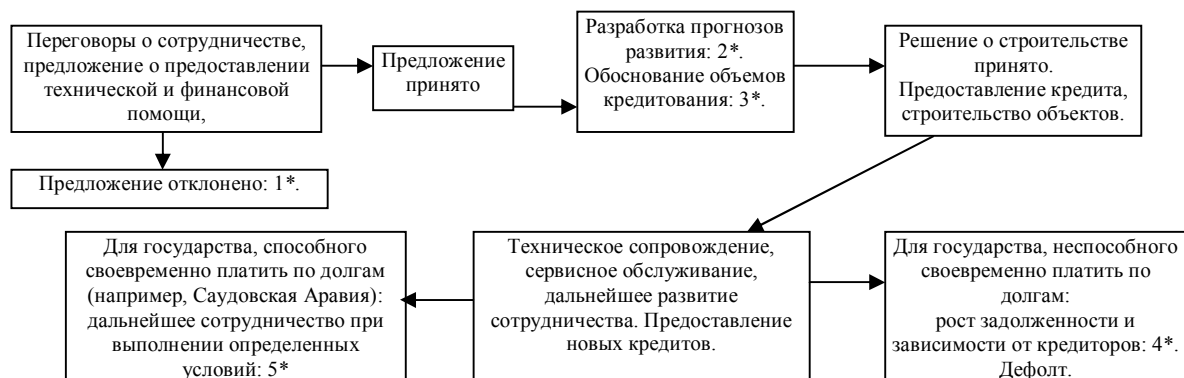 Переговоры о сотрудничестве,
предложение о предоставлении
технической и финансовой
помощи,
Предложение
принято
Разработка прогнозов
развития: 2*.
Обоснование объемов
кредитования: 3*.
Решение о строительстве
принято.
Предоставление кредита,
строительство объектов.
Предложение отклонено: 1*.
Для государства, способного
своевременно платить по долгам
(например, Саудовская Аравия):
дальнейшее сотрудничество при
выполнении определенных
условий: 5*
Техническое сопровождение,
сервисное обслуживание,
дальнейшее развитие
сотрудничества. Предоставление
новых кредитов.
Для государства, неспособного
своевременно платить по
долгам:
рост задолженности и
зависимости от кредиторов: 4*.
Дефолт.